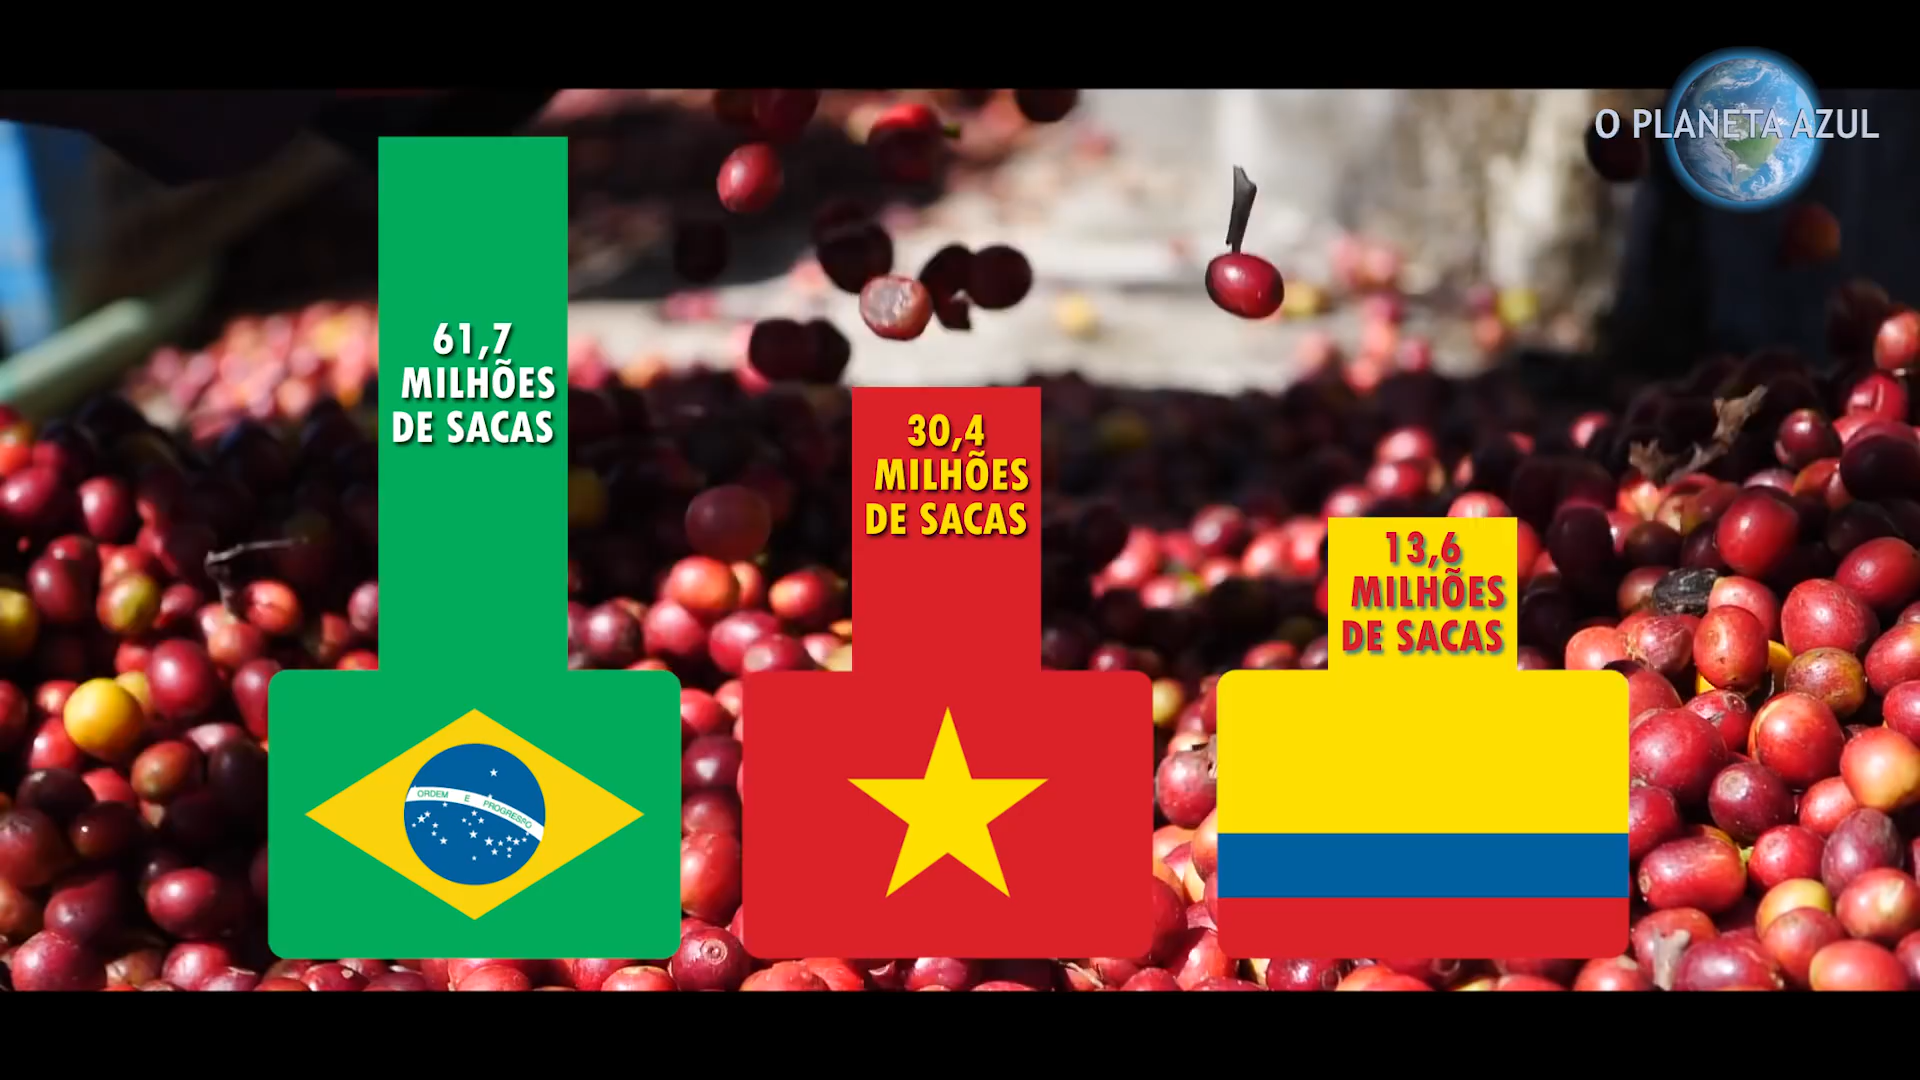 O PLANETA AZUL
61,7
MILHÕES
DE SACAS
30,4
MILHÕES
DE SACAS
13,6
MILHÕES
DE SACAS
ORDEM E PROGRESSO